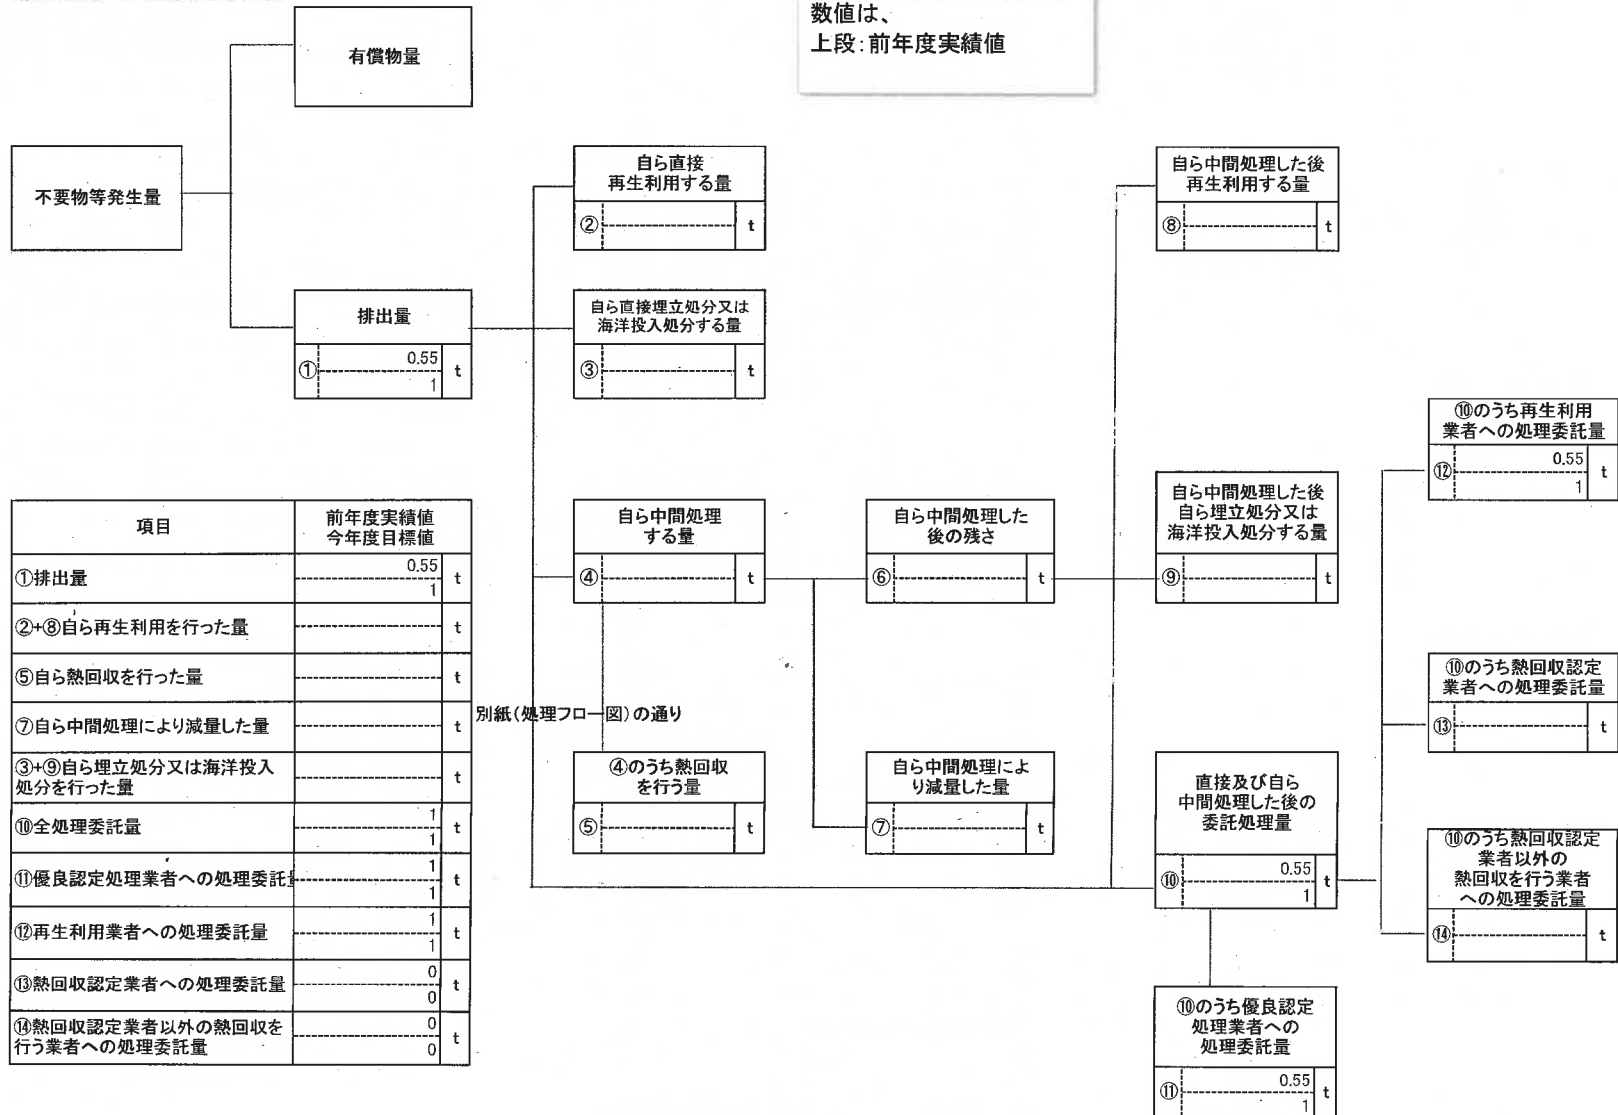 数値は、
上段:前年度実績値
有償物量
不要物等発生量
排出量
① 0.55 t
1
自ら直接
再生利用する量
② t
自ら直接埋立処分又は
海洋投入処分する量
③ t
自ら中間処理した後
再生利用する量
⑧ t
⑩のうち再生利用
業者への処理委託量
⑫ 0.55 t
1
自ら中間処理
する量
④ t
自ら中間処理した
後の残さ
⑥ t
自ら中間処理した後
自ら埋立処分又は
海洋投入処分する量
⑨ t
⑩のうち熱回収認定
業者への処理委託量
⑬ t
別紙(処理フロー図)の通り
④のうち熱回収
を行う量
⑤ t
自ら中間処理によ
り減量した量
⑦ t
直接及び自ら
中間処理した後の
委託処理量
⑩ 0.55 t
1
⑩のうち熱回収認定
業者以外の
熱回収を行う業者
への処理委託量
⑭ t
⑩のうち優良認定
処理業者への
処理委託量
⑪ 0.55 t
1
項目 前年度実績値
今年度目標値
①排出量 0.55 t
1
②+⑧自ら再生利用を行った量 t
⑤自ら熱回収を行った量 t
⑦自ら中間処理により減量した量 t
③+⑨自ら埋立処分又は海洋投入
処分を行った量 t
⑩全処理委託量 1 t
1
⑪優良認定処理業者への処理委託 1 t
1
⑫再生利用業者への処理委託量 1 t
1
⑬熱回収認定業者への処理委託量 0 t
0
⑭熱回収認定業者以外の熱回収を 0 t
行う業者への処理委託量 0